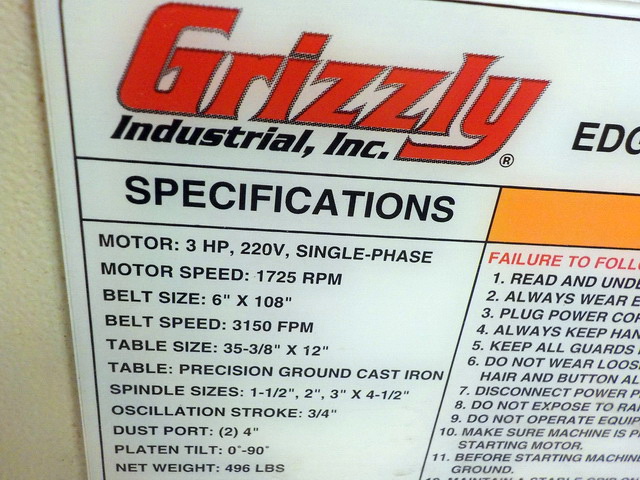 Grizzly
Industrial, Inc.®
SPECIFICATIONS
MOTOR: 3 HP, 220V, SINGLE-PHASE
MOTOR SPEED: 1725 RPM
BELT SIZE: 6" X 108"
BELT SPEED: 3150 FPM
TABLE SIZE: 35-3/8" X 12"
TABLE: PRECISION GROUND CAST IRON
SPINDLE SIZES: 1-1/2", 2", 3" X 4-1/2"
OSCILLATION STROKE: 3/4"
DUST PORT: (2) 4"
PLATEN TILT: 0°-90°
NET WEIGHT: 496 LBS
FAILURE TO
1. READ AND
2. ALWAYS WEAR
3. PLUG POWER
4. ALWAYS KEEP
5. KEEP ALL GUARDS
6. DO NOT WEAR
HAIR AND BUTTON
7. DISCONNECT POWER
8. DO NOT EXPOSE TO
9. DO NOT OPERATE
10. MAKE SURE MACHINE IS
STARTING MOTOR.
11. BEFORE STARTING
GROUND.